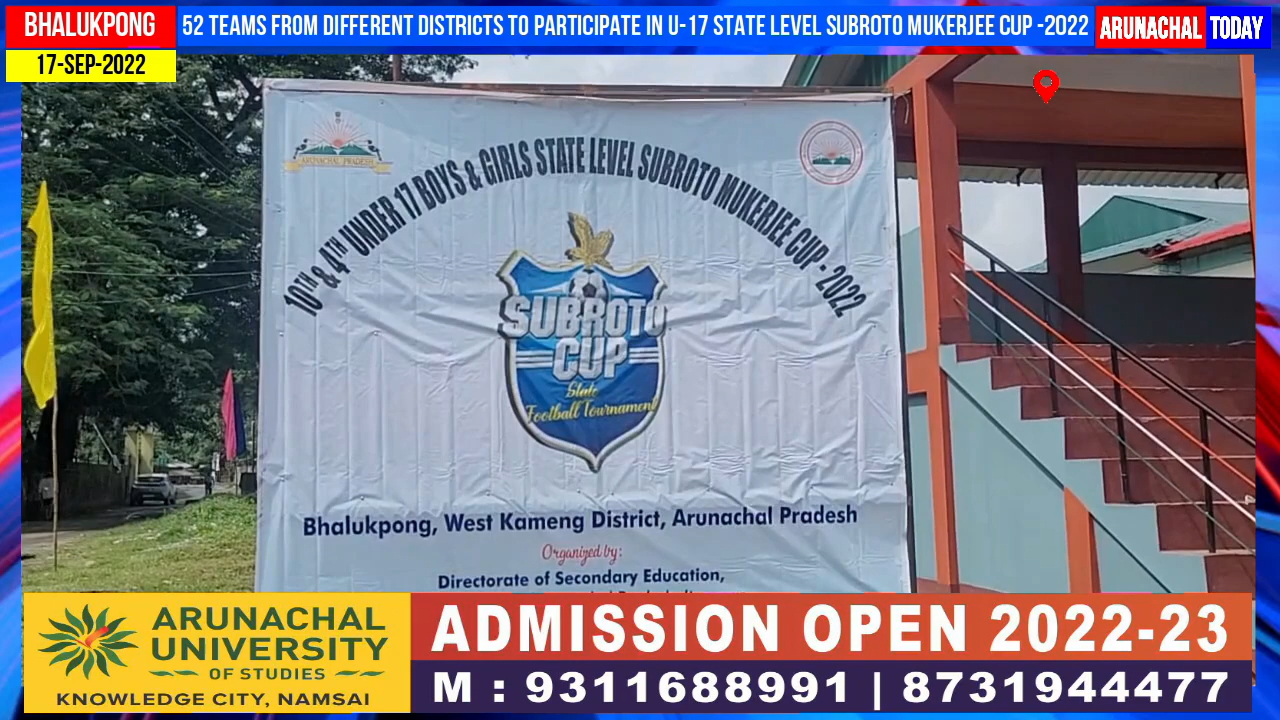 BHALUKPONG
52 TEAMS FROM DIFFERENT DISTRICTS TO PARTICIPATE IN U-17 STATE LEVEL SUBROTO MUKERJEE CUP -2022
ARUNACHAL TODAY
17-SEP-2022
ARUNACHAL PRADESH
10TH & 4TH UNDER 17 BOYS & GIRLS STATE LEVEL SUBROTO MUKERJEE CUP - 2022
SUBROTO
CUP
State
Football Tournament
Bhalukpong, West Kameng District, Arunachal Pradesh
Organized by:
Directorate of Secondary Education,
ARUNACHAL
UNIVERSITY
OF STUDIES
KNOWLEDGE CITY, NAMSAI
ADMISSION OPEN 2022-23
M : 9311688991 | 8731944477